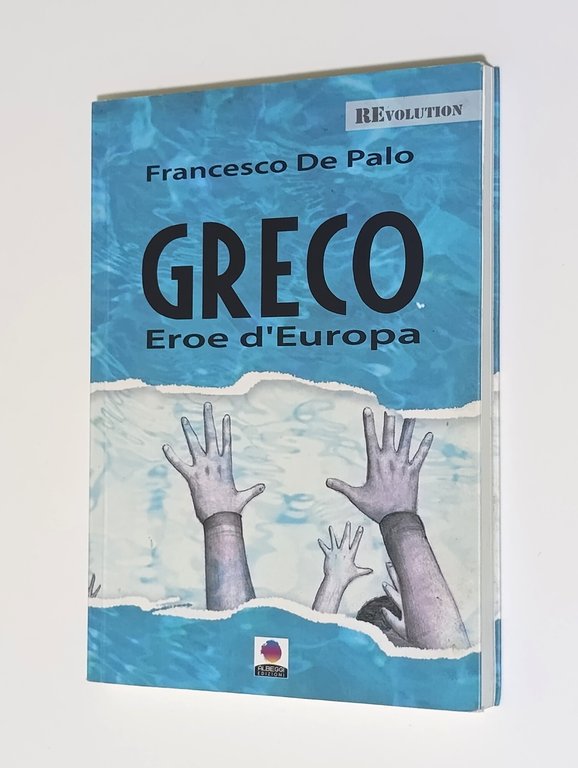 REVOLUTION
Francesco De Palo
GRECO
Eroe d'Europa
ALBEGGI
EDIZIONI